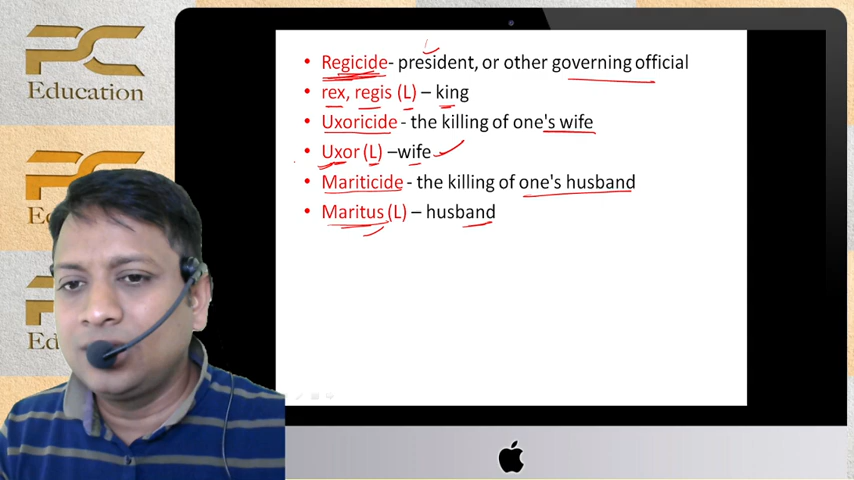 PC
Education
PC
PC
Ed
• Regicide- president, or other governing official
• rex, regis (L) – king
• Uxoricide - the killing of one's wife
• Uxor (L) –wife
• Mariticide - the killing of one's husband
• Maritus (L) – husband